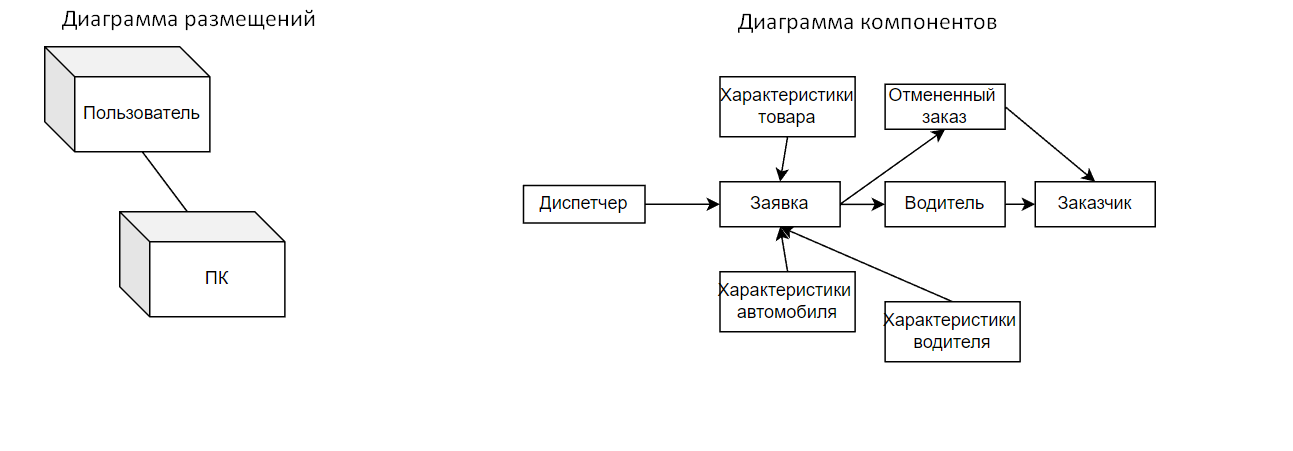 Диаграмма размещений
Пользователь
ПК
Диаграмма компонентов
Характеристики
товара
Отмененный
заказ
Диспетчер
Заявка
Водитель
Заказчик
Характеристики
автомобиля
Характеристики
водителя